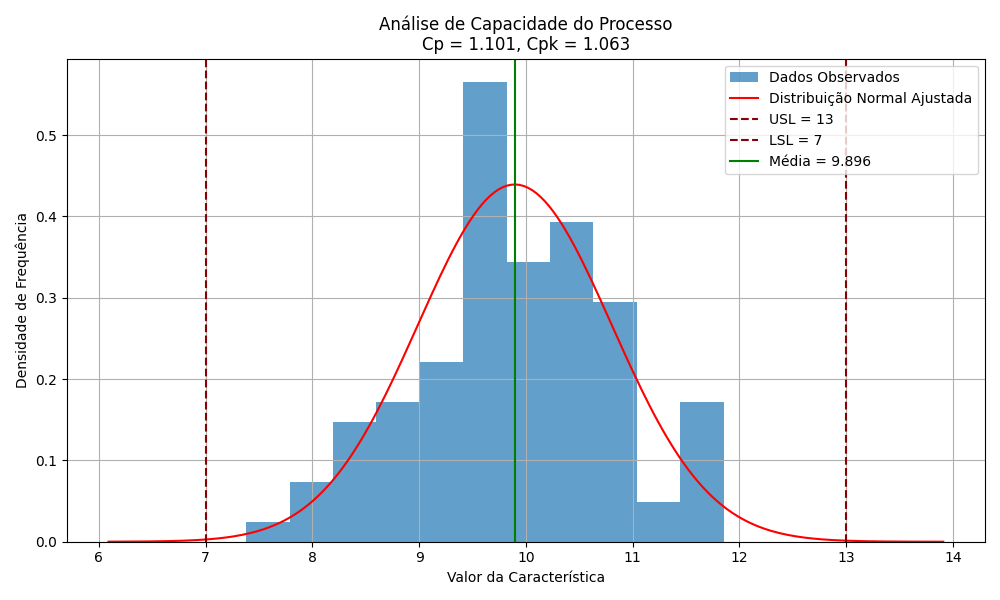 Análise de Capacidade do Processo
Cp = 1.101, Cpk = 1.063
Dados Observados
Distribuição Normal Ajustada
USL = 13
LSL = 7
Média = 9.896
Densidade de Frequência
0.5
0.4
0.3
0.2
0.1
0.0
6 7 8 9 10 11 12 13 14
Valor da Característica